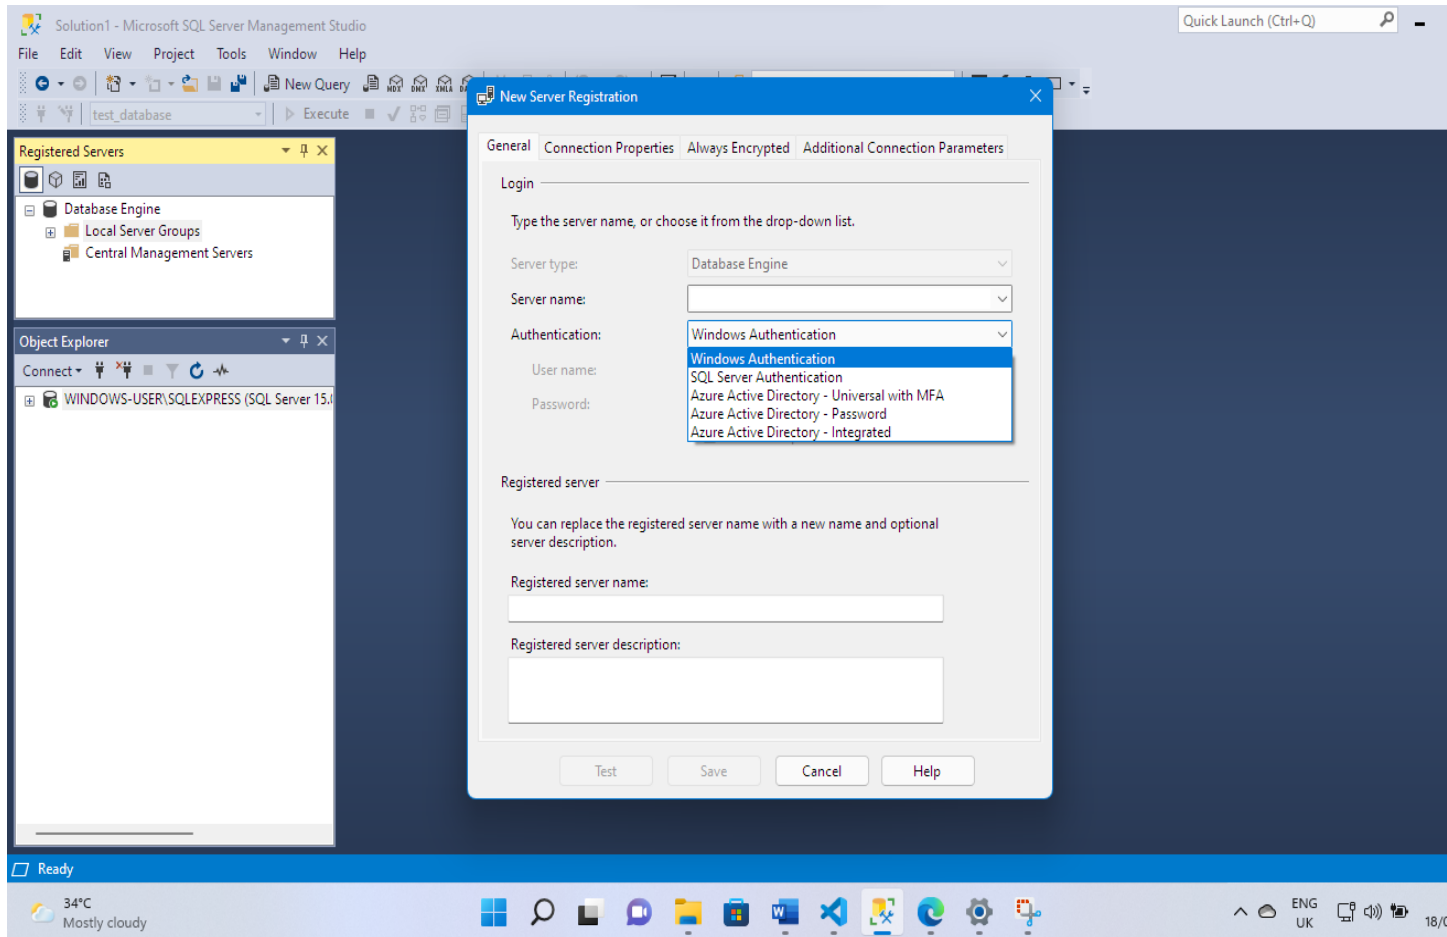 Solution1 - Microsoft SQL Server Management Studio
Quick Launch (Ctrl+Q)
File Edit View Project Tools Window Help
New Query MDX DMX XMLA DA
test_database Execute
Registered Servers
Database Engine
Local Server Groups
Central Management Servers
Object Explorer
Connect
WINDOWS-USER\SQLEXPRESS (SQL Server 15.
New Server Registration
General Connection Properties Always Encrypted Additional Connection Parameters
Login
Type the server name, or choose it from the drop-down list.
Server type: Database Engine
Server name:
Authentication: Windows Authentication
Windows Authentication
SQL Server Authentication
Azure Active Directory - Universal with MFA
Azure Active Directory - Password
Azure Active Directory - Integrated
User name:
Password:
Registered server
You can replace the registered server name with a new name and optional
server description.
Registered server name:
Registered server description:
Test Save Cancel Help
Ready
34°C
Mostly cloudy
ENG
UK
18/0